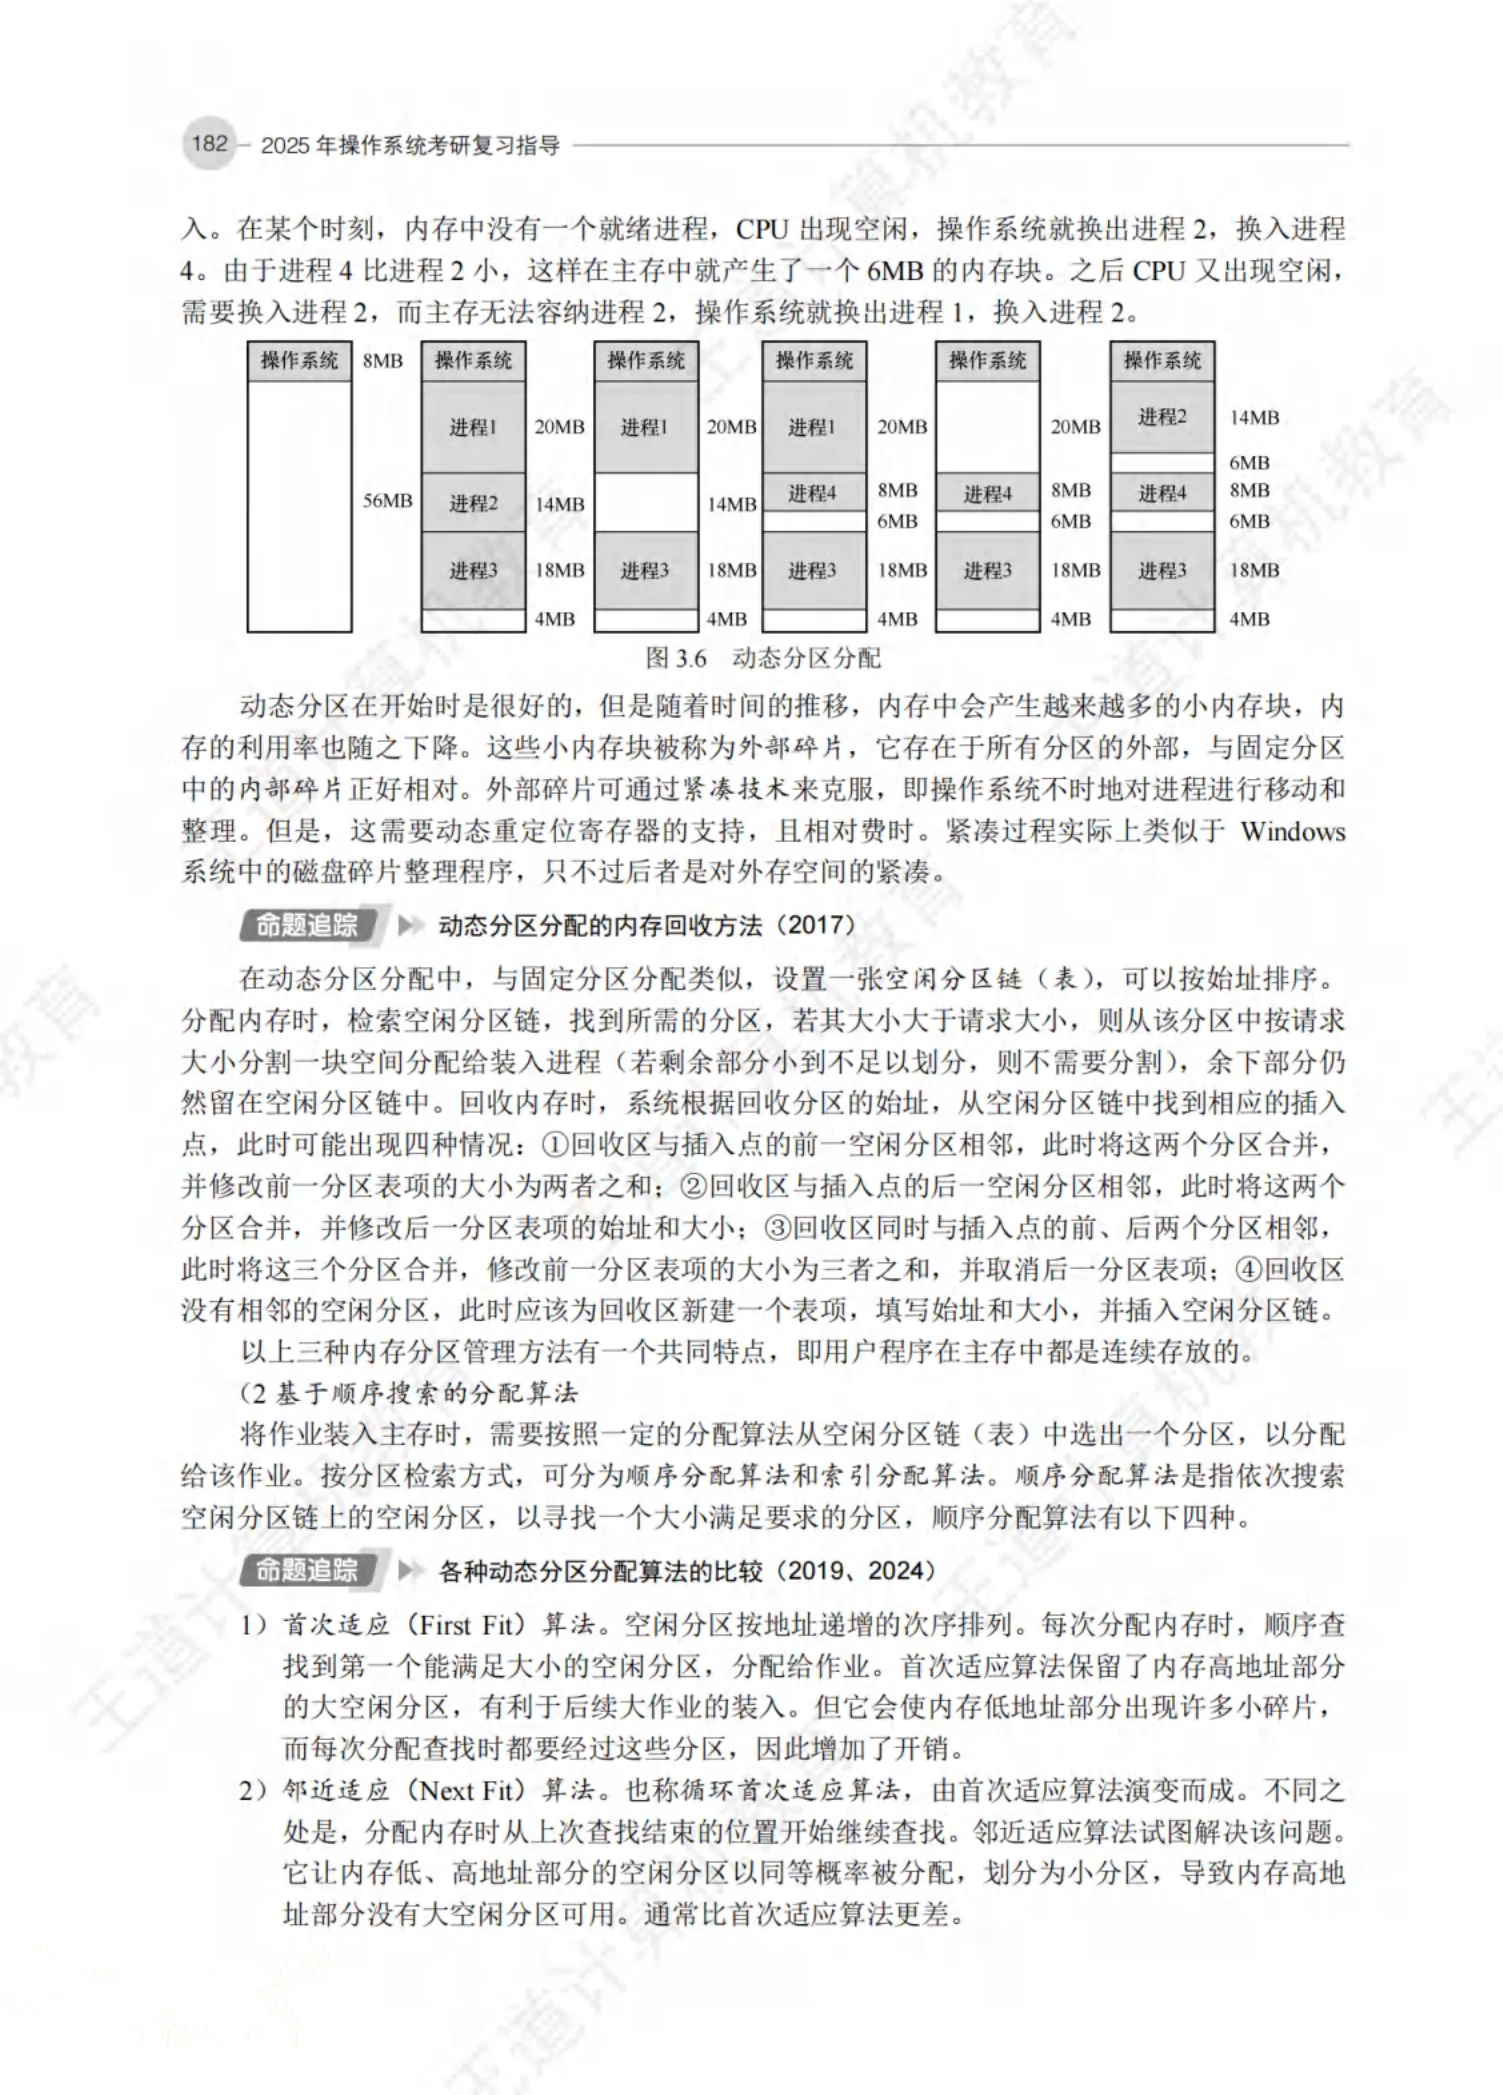 182 2025 年操作系统考研复习指导
入。在某个时刻，内存中没有一个就绪进程，CPU 出现空闲，操作系统就换出进程 2，换入进程
4。由于进程 4 比进程 2 小，这样在主存中就产生了一个 6MB 的内存块。之后 CPU 又出现空闲，
需要换入进程 2，而主存无法容纳进程 2，操作系统就换出进程 1，换入进程 2。
操作系统 8MB 操作系统 操作系统 操作系统 操作系统 操作系统
进程1 20MB 进程1 20MB 进程1 20MB 20MB 进程2 14MB
6MB
56MB 进程2 14MB 14MB 进程4 8MB 进程4 8MB 进程4 8MB
6MB 6MB 6MB
进程3 18MB 进程3 18MB 进程3 18MB 进程3 18MB 进程3 18MB
4MB 4MB 4MB 4MB 4MB
图 3.6 动态分区分配
动态分区在开始时是很好的，但是随着时间的推移，内存中会产生越来越多的小内存块，内
存的利用率也随之下降。这些小内存块被称为外部碎片，它存在于所有分区的外部，与固定分区
中的内部碎片正好相对。外部碎片可通过紧凑技术来克服，即操作系统不时地对进程进行移动和
整理。但是，这需要动态重定位寄存器的支持，且相对费时。紧凑过程实际上类似于 Windows
系统中的磁盘碎片整理程序，只不过后者是对外存空间的紧凑。
命题追踪 动态分区分配的内存回收方法（2017）
在动态分区分配中，与固定分区分配类似，设置一张空闲分区链（表），可以按始址排序。
分配内存时，检索空闲分区链，找到所需的分区，若其大小大于请求大小，则从该分区中按请求
大小分割一块空间分配给装入进程（若剩余部分小到不足以划分，则不需要分割），余下部分仍
然留在空闲分区链中。回收内存时，系统根据回收分区的始址，从空闲分区链中找到相应的插入
点，此时可能出现四种情况：①回收区与插入点的前一空闲分区相邻，此时将这两个分区合并，
并修改前一分区表项的大小为两者之和；②回收区与插入点的后一空闲分区相邻，此时将这两个
分区合并，并修改后一分区表项的始址和大小；③回收区同时与插入点的前、后两个分区相邻，
此时将这三个分区合并，修改前一分区表项的大小为三者之和，并取消后一分区表项；④回收区
没有相邻的空闲分区，此时应该为回收区新建一个表项，填写始址和大小，并插入空闲分区链。
以上三种内存分区管理方法有一个共同特点，即用户程序在主存中都是连续存放的。
（2 基于顺序搜索的分配算法
将作业装入主存时，需要按照一定的分配算法从空闲分区链（表）中选出一个分区，以分配
给该作业。按分区检索方式，可分为顺序分配算法和索引分配算法。顺序分配算法是指依次搜索
空闲分区链上的空闲分区，以寻找一个大小满足要求的分区，顺序分配算法有以下四种。
命题追踪 各种动态分区分配算法的比较（2019、2024）
1）首次适应（First Fit）算法。空闲分区按地址递增的次序排列。每次分配内存时，顺序查
找到第一个能满足大小的空闲分区，分配给作业。首次适应算法保留了内存高地址部分
的大空闲分区，有利于后续大作业的装入。但它会使内存低地址部分出现许多小碎片，
而每次分配查找时都要经过这些分区，因此增加了开销。
2）邻近适应（Next Fit）算法。也称循环首次适应算法，由首次适应算法演变而成。不同之
处是，分配内存时从上次查找结束的位置开始继续查找。邻近适应算法试图解决该问题。
它让内存低、高地址部分的空闲分区以同等概率被分配，划分为小分区，导致内存高地
址部分没有大空闲分区可用。通常比首次适应算法更差。
王道计算机教育